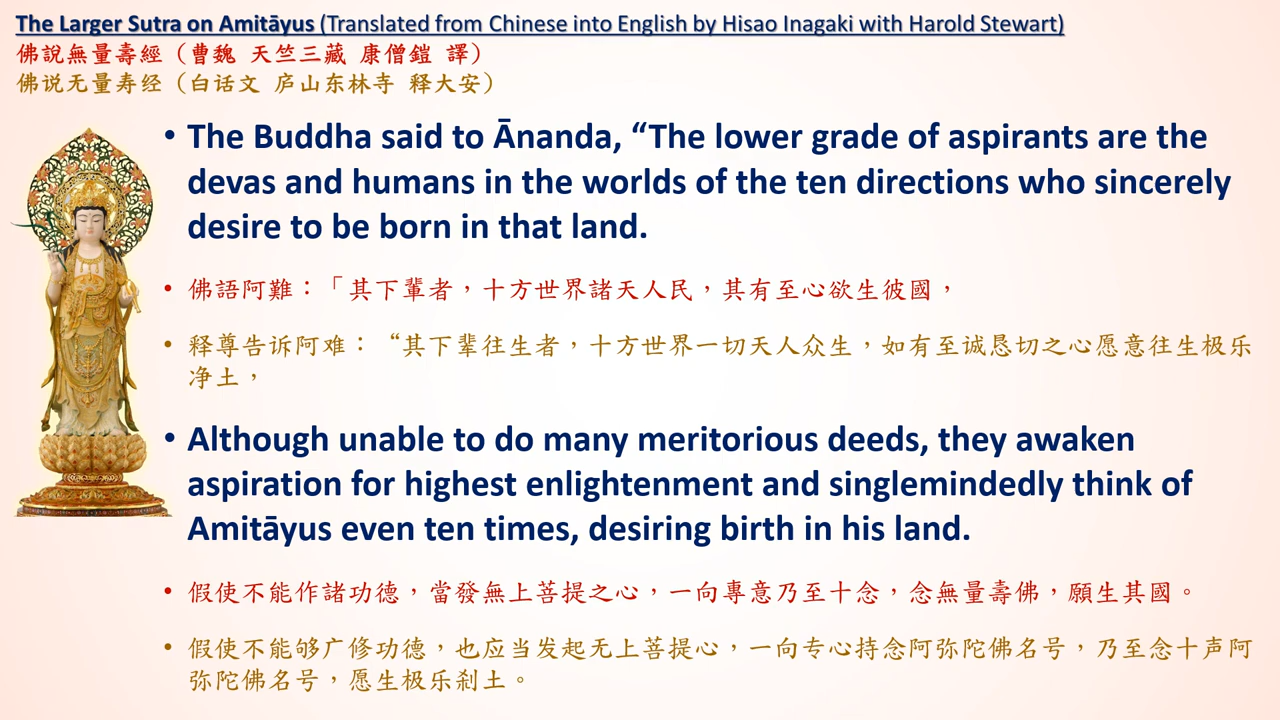 The Larger Sutra on Amitāyus (Translated from Chinese into English by Hisao Inagaki with Harold Stewart)
佛說無量壽經（曹魏 天竺三藏 康僧鎧 譯）
佛说无量寿经（白话文 庐山东林寺 释大安）
• The Buddha said to Ānanda, “The lower grade of aspirants are the
devas and humans in the worlds of the ten directions who sincerely
desire to be born in that land.
• 佛語阿難：「其下輩者，十方世界諸天人民，其有至心欲生彼國，
• 释尊告诉阿难：“其下辈往生者，十方世界一切天人众生，如有至诚恳切之心愿意往生极乐
净土，
• Although unable to do many meritorious deeds, they awaken
aspiration for highest enlightenment and singlemindedly think of
Amitāyus even ten times, desiring birth in his land.
• 假使不能作諸功德，當發無上菩提之心，一向專意乃至十念，念無量壽佛，願生其國。
• 假使不能够广修功德，也应当发起无上菩提心，一向专心持念阿弥陀佛名号，乃至念十声阿
弥陀佛名号，愿生极乐刹土。